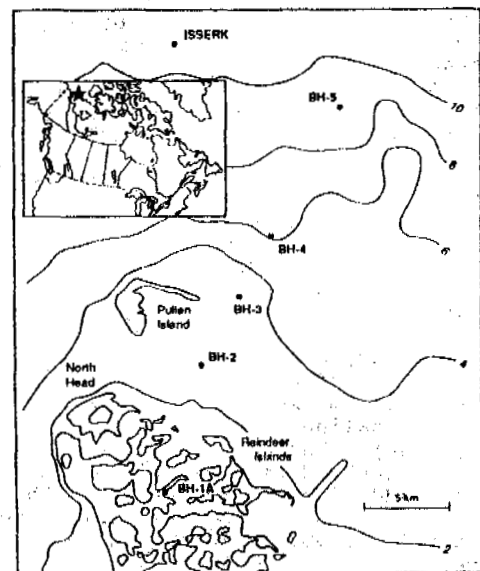 ISSERK
BH-5
10
8
BH-4
6
Pullen
Island
BH-3
North
Head
BH-2
4
Reindeer
Islands
BH-1A
5 km
2